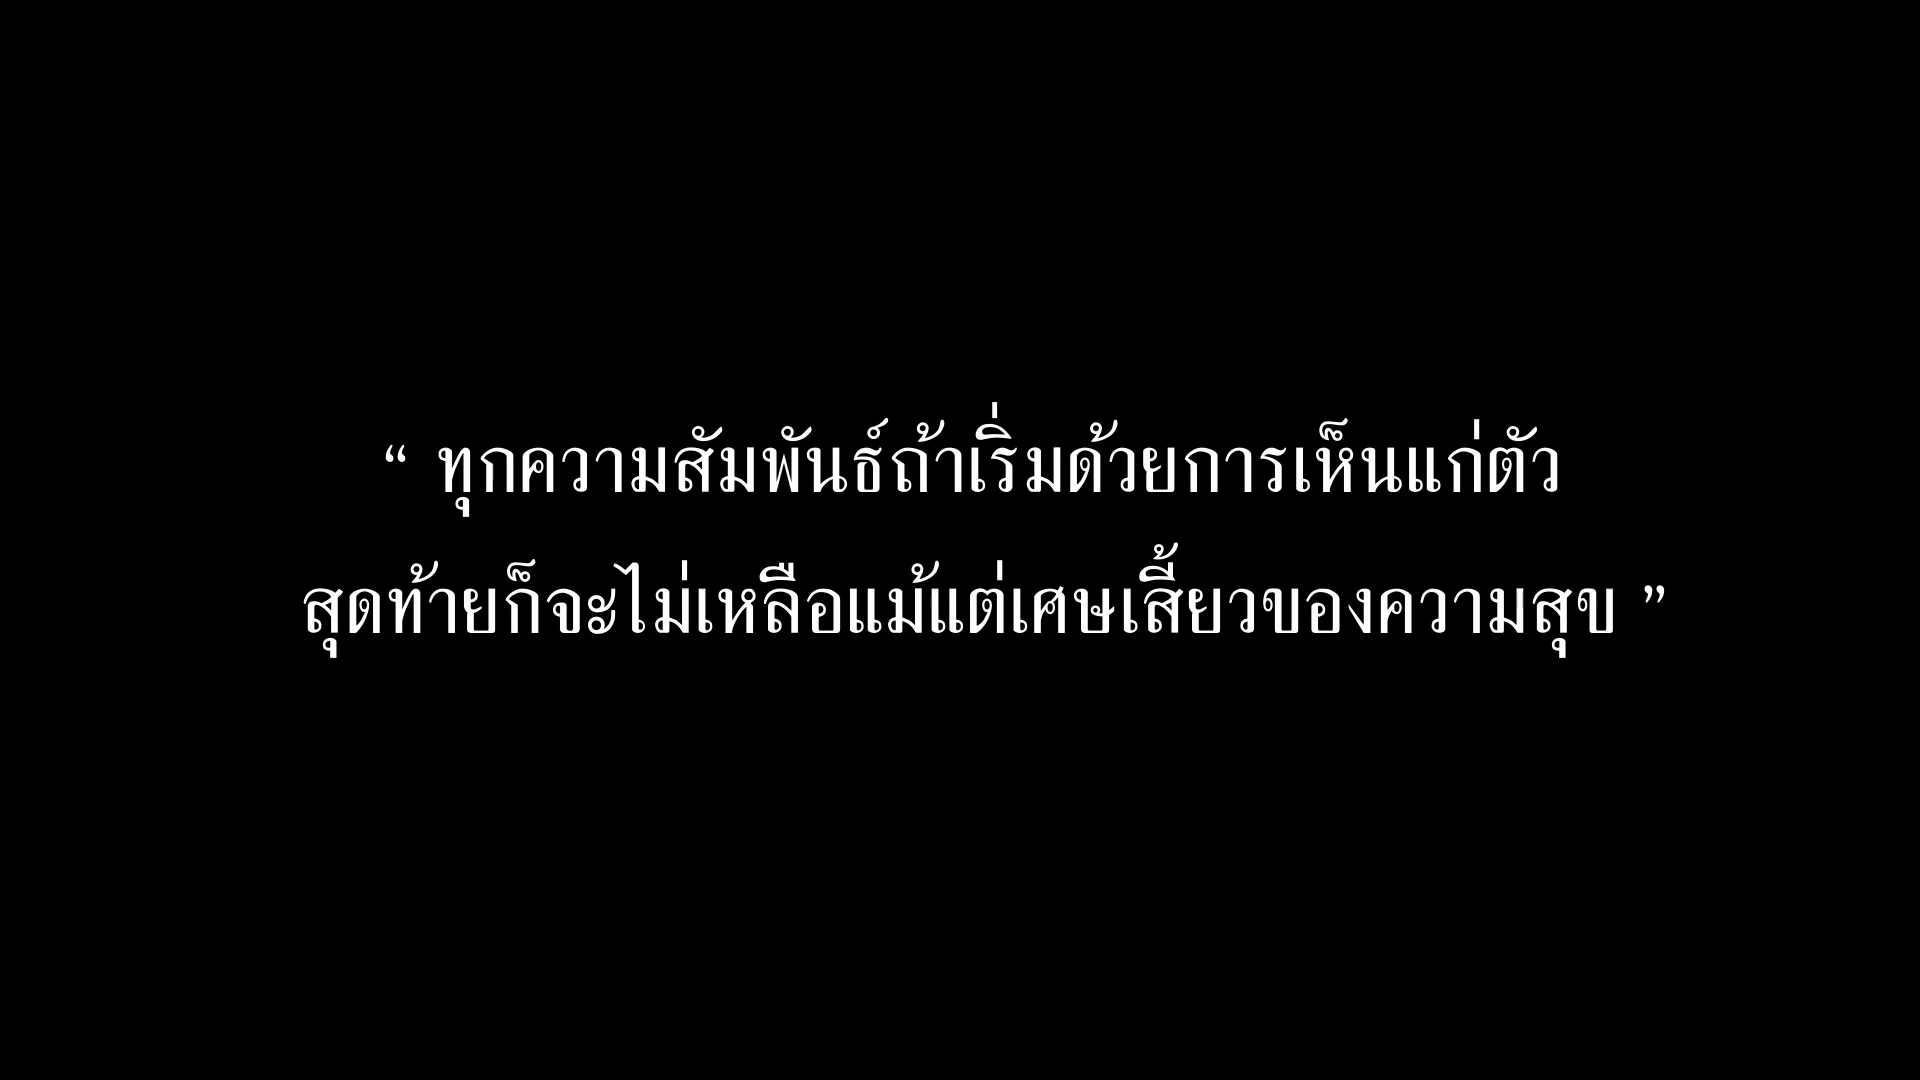 “ ทุกความสัมพันธ์ถ้าเริ่มด้วยการเห็นแก่ตัว
สุดท้ายก็จะไม่เหลือแม้แต่เศษเสี้ยวของความสุข ”